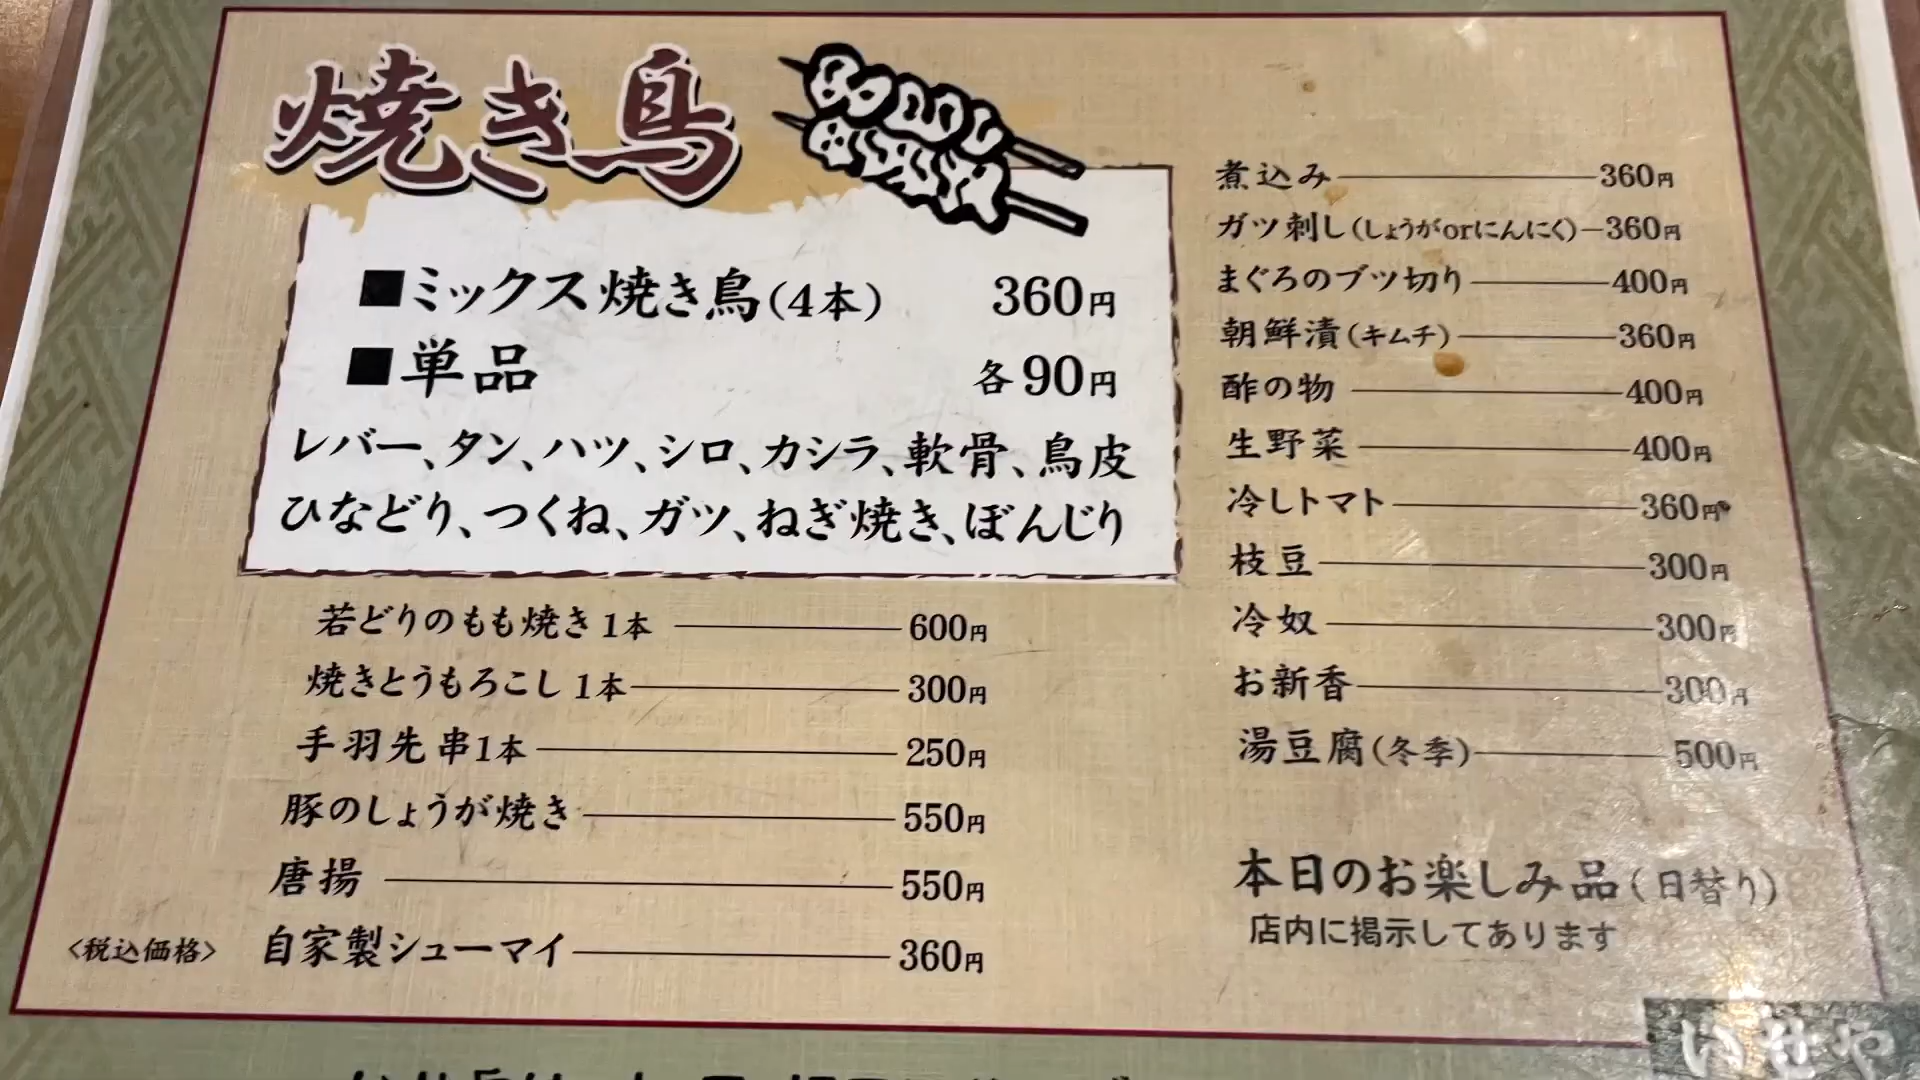 焼き鳥
■ミックス焼き鳥(4本) 360円
■単品 各90円
レバー、タン、ハツ、シロ、カシラ、軟骨、鳥皮
ひなどり、つくね、ガツ、ねぎ焼き、ぼんじり
若どりのもも焼き1本 600円
焼きとうもろこし1本 300円
手羽先串1本 250円
豚のしょうが焼き 550円
唐揚 550円
自家製シューマイ 360円
〈税込価格〉
煮込み 360円
ガツ刺し(しょうがorにんにく) 360円
まぐろのブツ切り 400円
朝鮮漬(キムチ) 360円
酢の物 400円
生野菜 400円
冷しトマト 360円
枝豆 300円
冷奴 300円
お新香 300円
湯豆腐(冬季) 500円
本日のお楽しみ品(日替り)
店内に掲示してあります
いせや